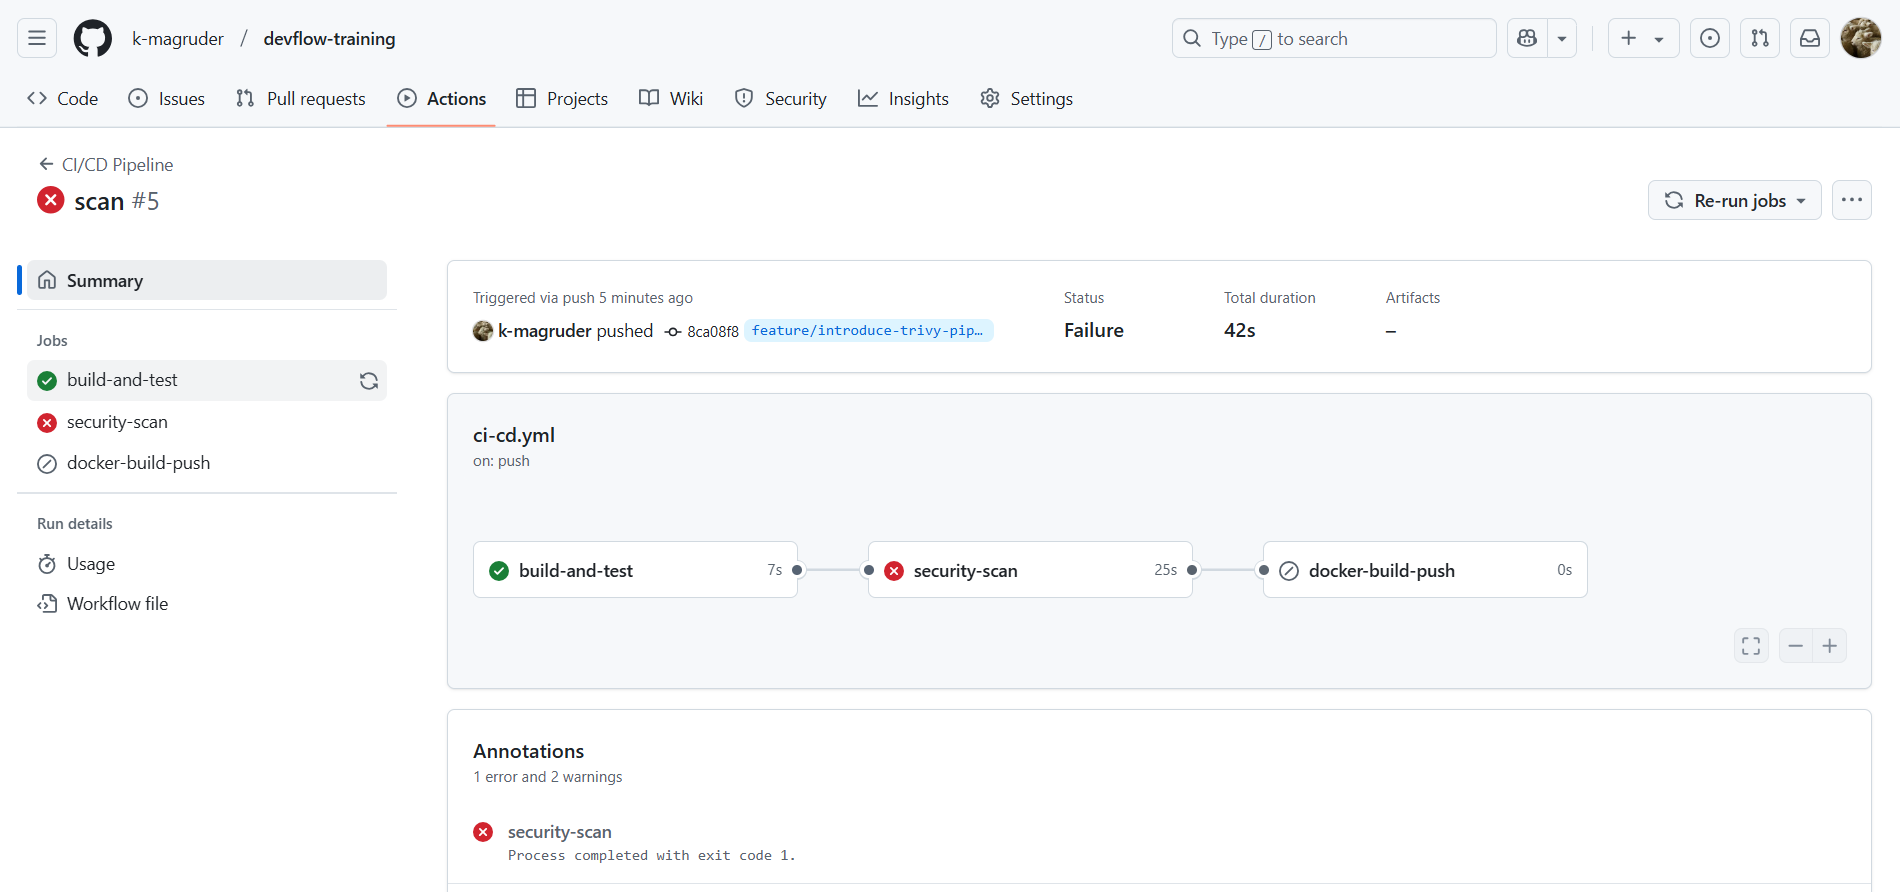 k-magruder / devflow-training
Type / to search
Code Issues Pull requests Actions Projects Wiki Security Insights Settings
CI/CD Pipeline
scan #5
Re-run jobs
Summary
Jobs
build-and-test
security-scan
docker-build-push
Run details
Usage
Workflow file
Triggered via push 5 minutes ago
k-magruder pushed 8ca08f8 feature/introduce-trivy-pip…
Status
Failure
Total duration
42s
Artifacts
–
ci-cd.yml
on: push
build-and-test 7s
security-scan 25s
docker-build-push 0s
Annotations
1 error and 2 warnings
security-scan
Process completed with exit code 1.